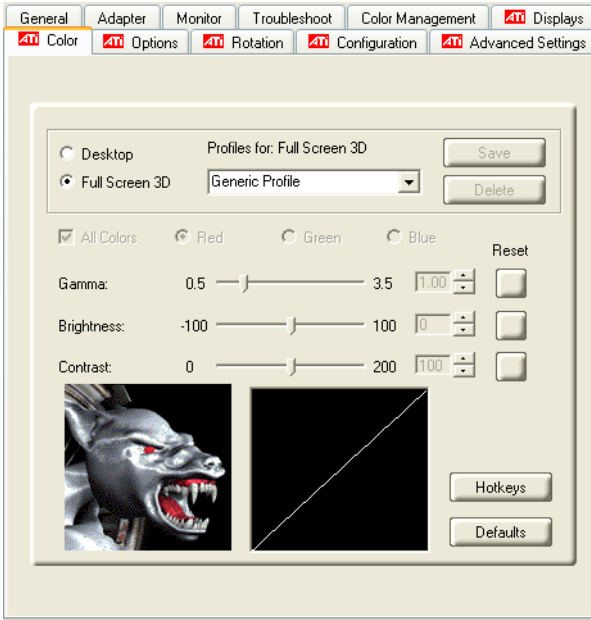 General Adapter Monitor Troubleshoot Color Management ATI Displays
ATI Color ATI Options ATI Rotation ATI Configuration ATI Advanced Settings
Desktop Profiles for: Full Screen 3D Save
Full Screen 3D Generic Profile Delete
All Colors Red Green Blue
Reset
Gamma: 0.5 3.5 1.00
Brightness: -100 100 0
Contrast: 0 200 100
Hotkeys
Defaults